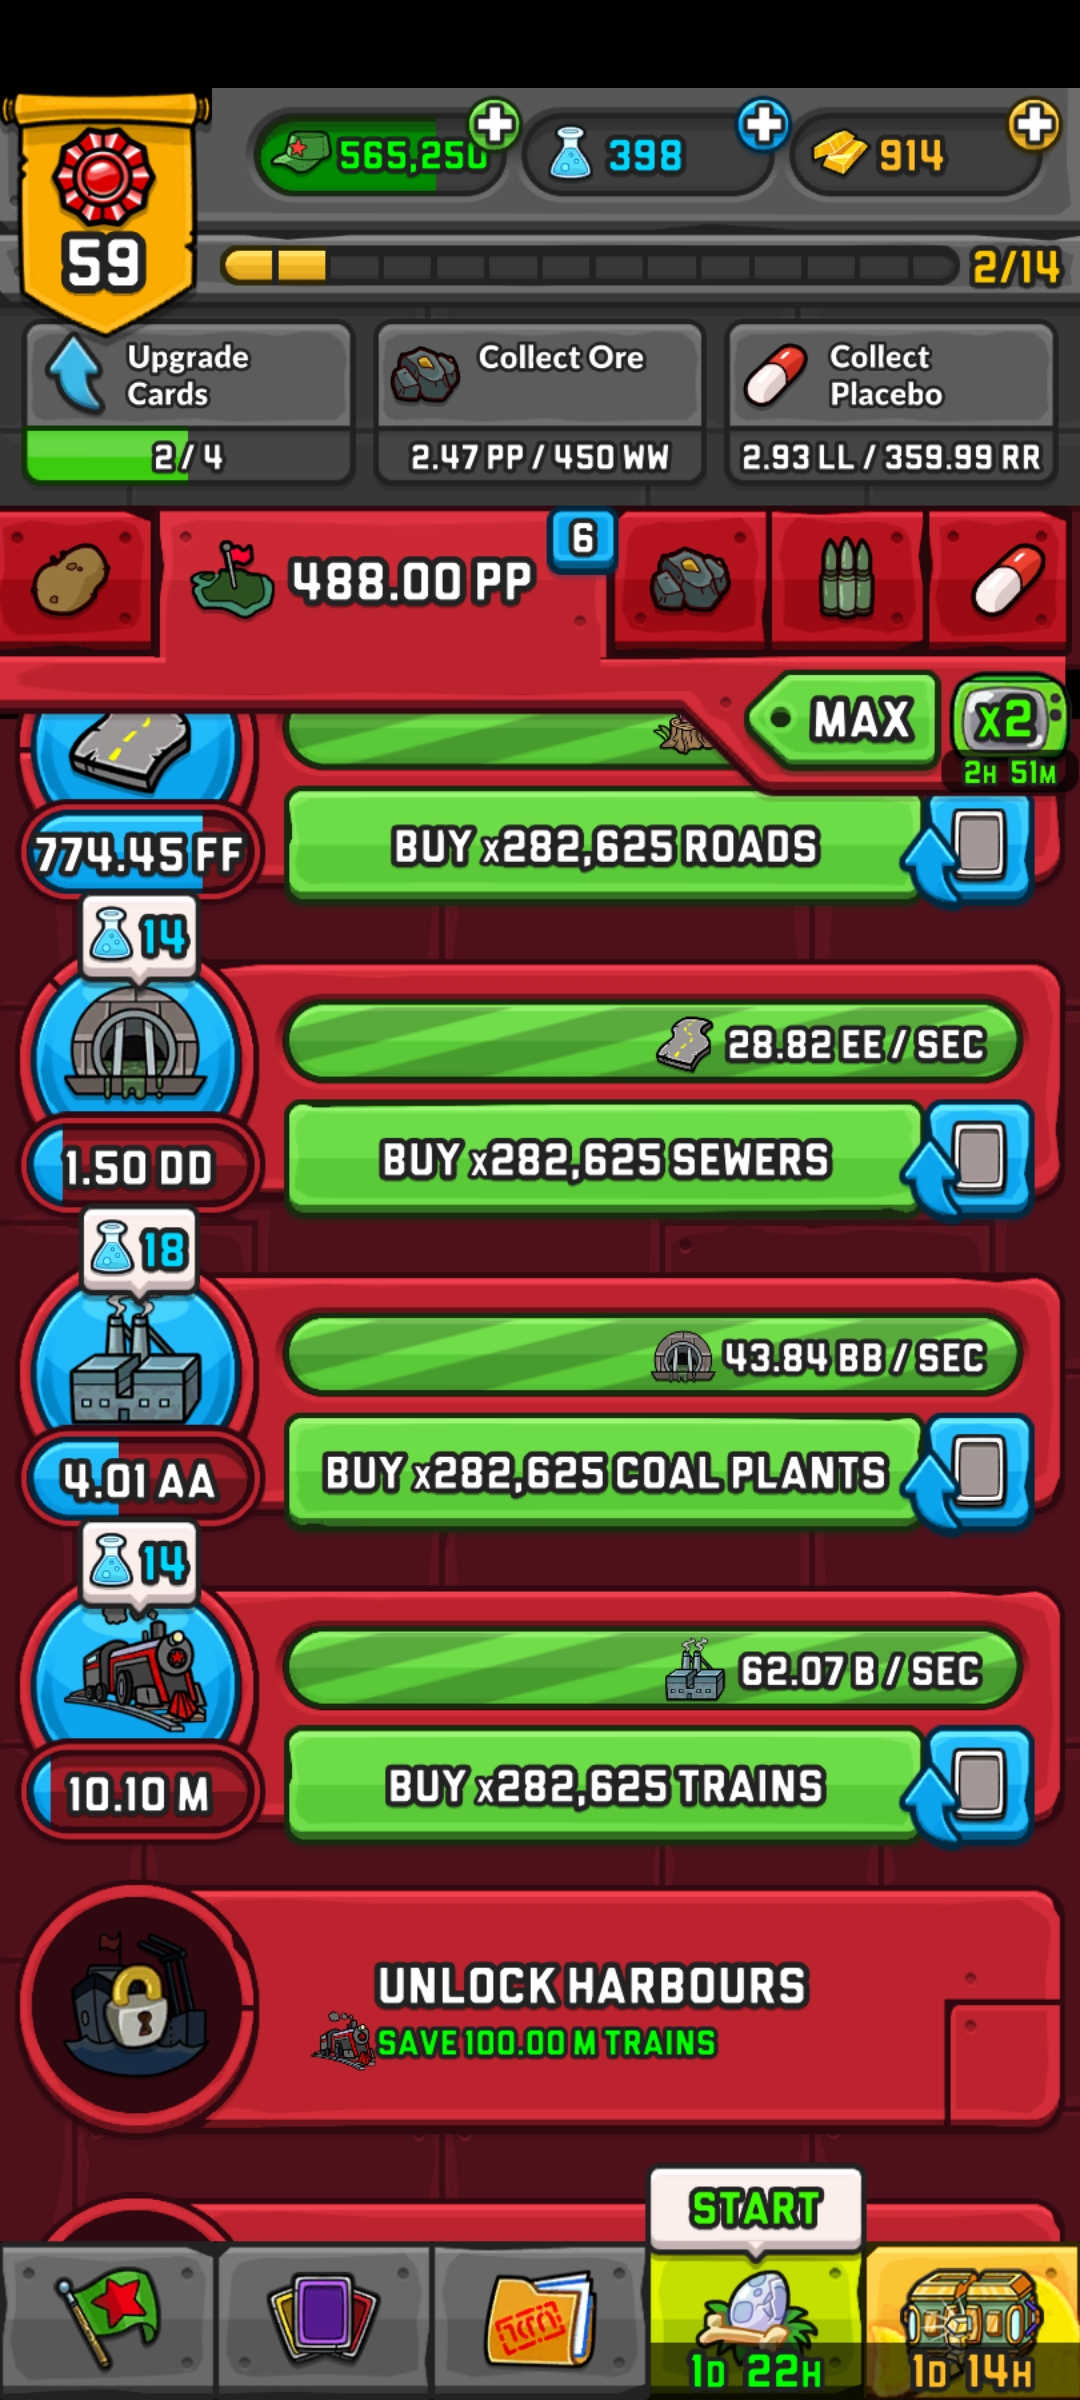 565,250
398
914
59
2/14
Upgrade
Cards
2/4
Collect Ore
2.47 PP / 450 WW
Collect
Placebo
2.93 LL / 359.99 RR
488.00 PP
6
MAX
x2
2H 51M
774.45 FF
BUY x282,625 ROADS
14
28.82 EE / SEC
1.50 DD
BUY x282,625 SEWERS
18
43.84 BB / SEC
4.01 AA
BUY x282,625 COAL PLANTS
14
62.07 B / SEC
10.10 M
BUY x282,625 TRAINS
UNLOCK HARBOURS
SAVE 100.00 M TRAINS
START
1D 22H
1D 14H